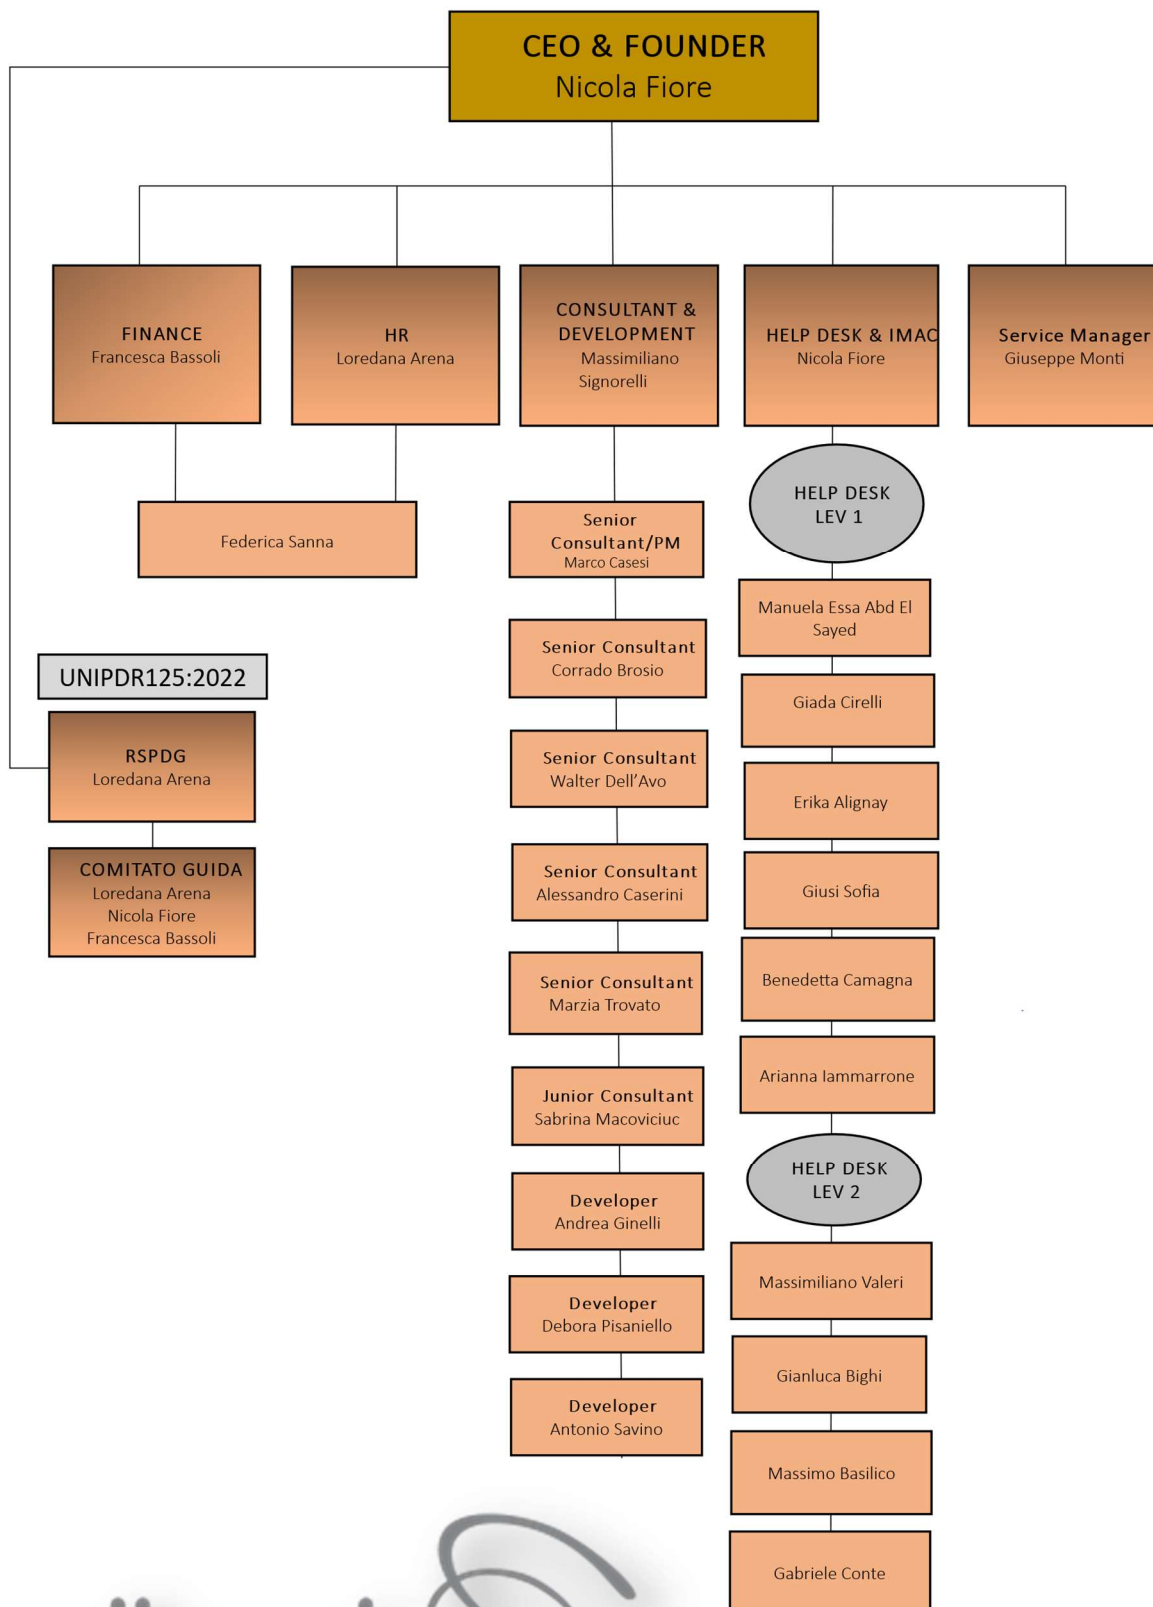 CEO & FOUNDER
Nicola Fiore
FINANCE
Francesca Bassoli
HR
Loredana Arena
CONSULTANT &
DEVELOPMENT
Massimiliano
Signorelli
HELP DESK & IMAC
Nicola Fiore
Service Manager
Giuseppe Monti
Federica Sanna
UNIPDR125:2022
RSPDG
Loredana Arena
COMITATO GUIDA
Loredana Arena
Nicola Fiore
Francesca Bassoli
Senior
Consultant/PM
Marco Casesi
Senior Consultant
Corrado Brosio
Senior Consultant
Walter Dell’Avo
Senior Consultant
Alessandro Caserini
Senior Consultant
Marzia Trovato
Junior Consultant
Sabrina Macoviciuc
Developer
Andrea Ginelli
Developer
Debora Pisaniello
Developer
Antonio Savino
HELP DESK
LEV 1
Manuela Essa Abd El
Sayed
Giada Cirelli
Erika Alignay
Giusi Sofia
Benedetta Camagna
Arianna Iammarrone
HELP DESK
LEV 2
Massimiliano Valeri
Gianluca Bighi
Massimo Basilico
Gabriele Conte